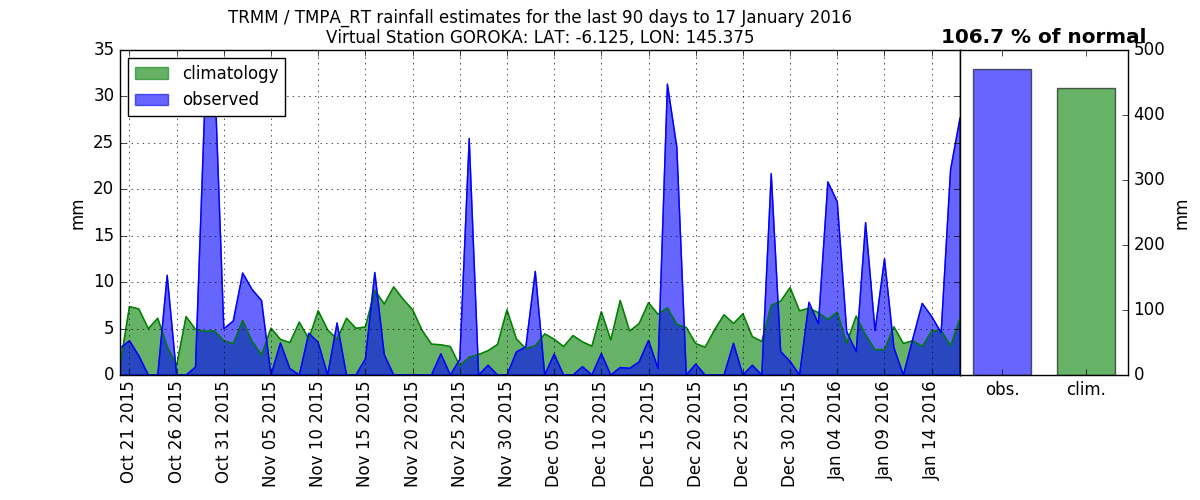 TRMM / TMPA_RT rainfall estimates for the last 90 days to 17 January 2016
Virtual Station GOROKA: LAT: -6.125, LON: 145.375
106.7 % of normal
climatology
observed
mm
35
30
25
20
15
10
5
0
Oct 21 2015
Oct 26 2015
Oct 31 2015
Nov 05 2015
Nov 10 2015
Nov 15 2015
Nov 20 2015
Nov 25 2015
Nov 30 2015
Dec 05 2015
Dec 10 2015
Dec 15 2015
Dec 20 2015
Dec 25 2015
Dec 30 2015
Jan 04 2016
Jan 09 2016
Jan 14 2016
obs.
clim.
500
400
300
200
100
0
mm